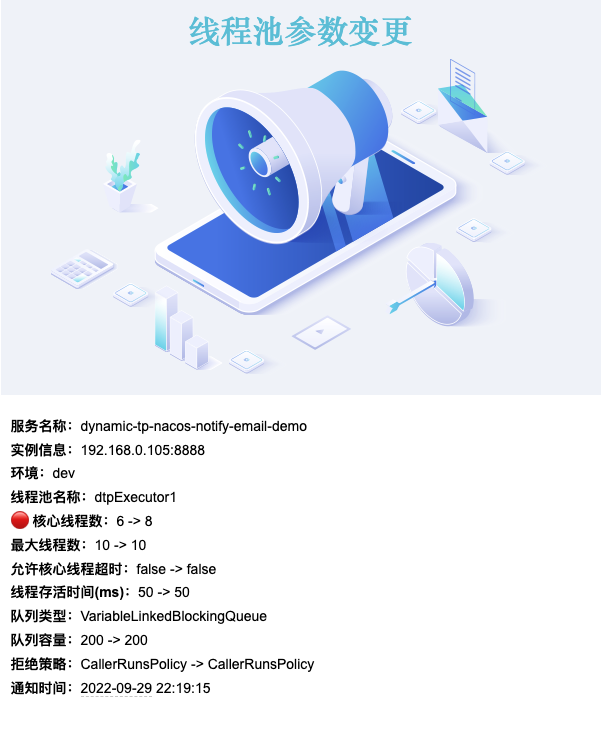 线程池参数变更
服务名称：dynamic-tp-nacos-notify-email-demo
实例信息：192.168.0.105:8888
环境：dev
线程池名称：dtpExecutor1
🔴 核心线程数：6 -> 8
最大线程数：10 -> 10
允许核心线程超时：false -> false
线程存活时间(ms)：50 -> 50
队列类型：VariableLinkedBlockingQueue
队列容量：200 -> 200
拒绝策略：CallerRunsPolicy -> CallerRunsPolicy
通知时间：2022-09-29 22:19:15